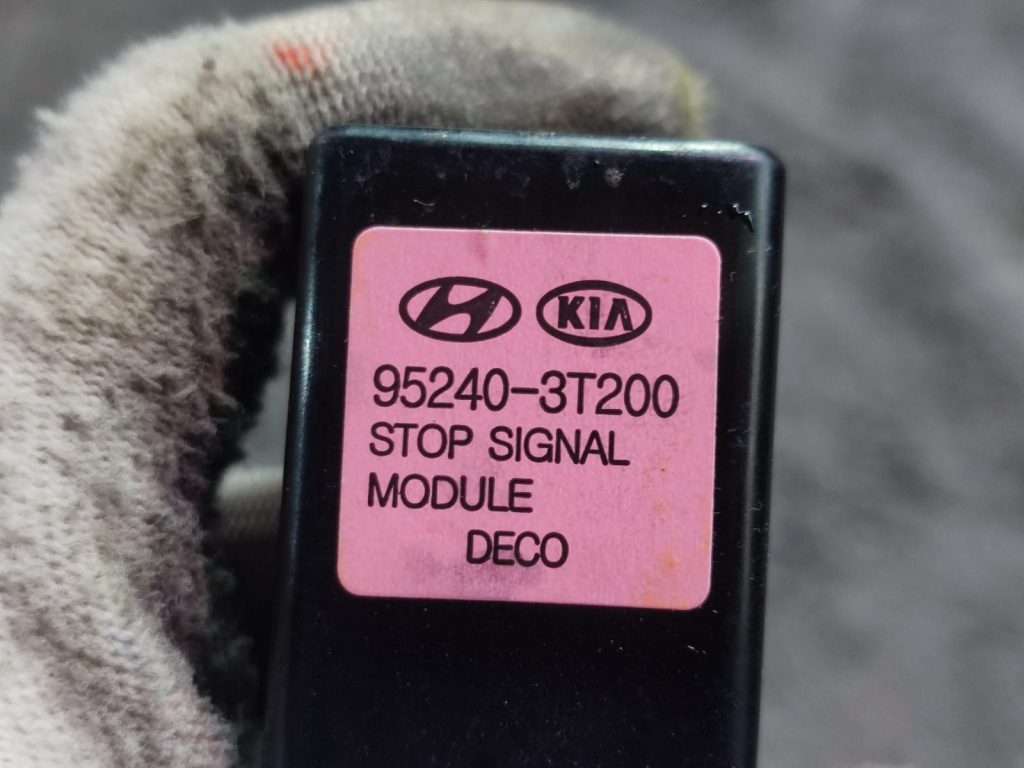 KIA
95240-3T200
STOP SIGNAL
MODULE
DECO